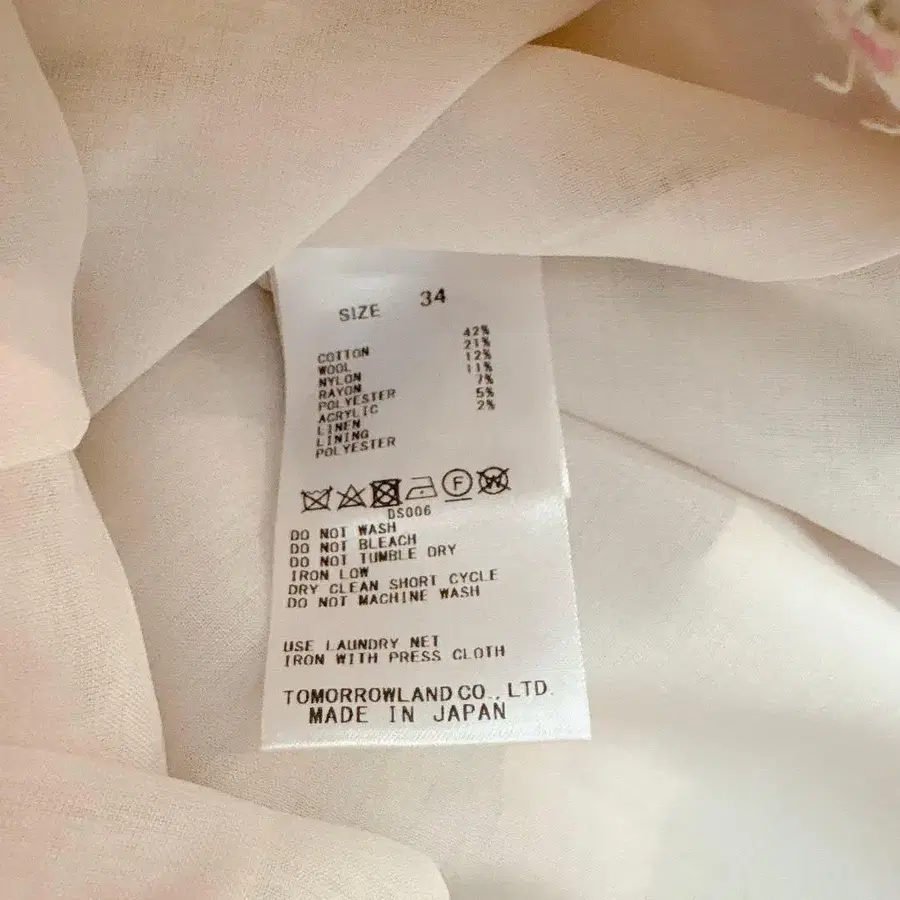 SIZE 34
COTTON 42%
WOOL 21%
NYLON 12%
RAYON 11%
POLYESTER 7%
ACRYLIC 5%
LINEN 2%
LINING
POLYESTER
F W
DS006
DO NOT WASH
DO NOT BLEACH
DO NOT TUMBLE DRY
IRON LOW
DRY CLEAN SHORT CYCLE
DO NOT MACHINE WASH
USE LAUNDRY NET
IRON WITH PRESS CLOTH
TOMORROWLAND CO., LTD.
MADE IN JAPAN